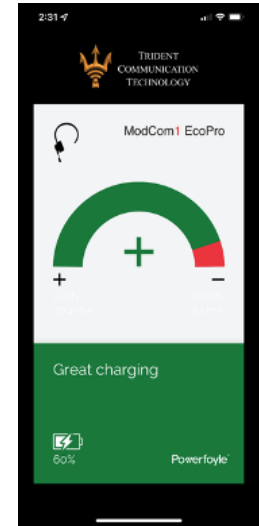 2:31
TRIDENT
COMMUNICATION
TECHNOLOGY
ModCom1 EcoPro
+
+ −
Great charging
60%
Powerfoyle